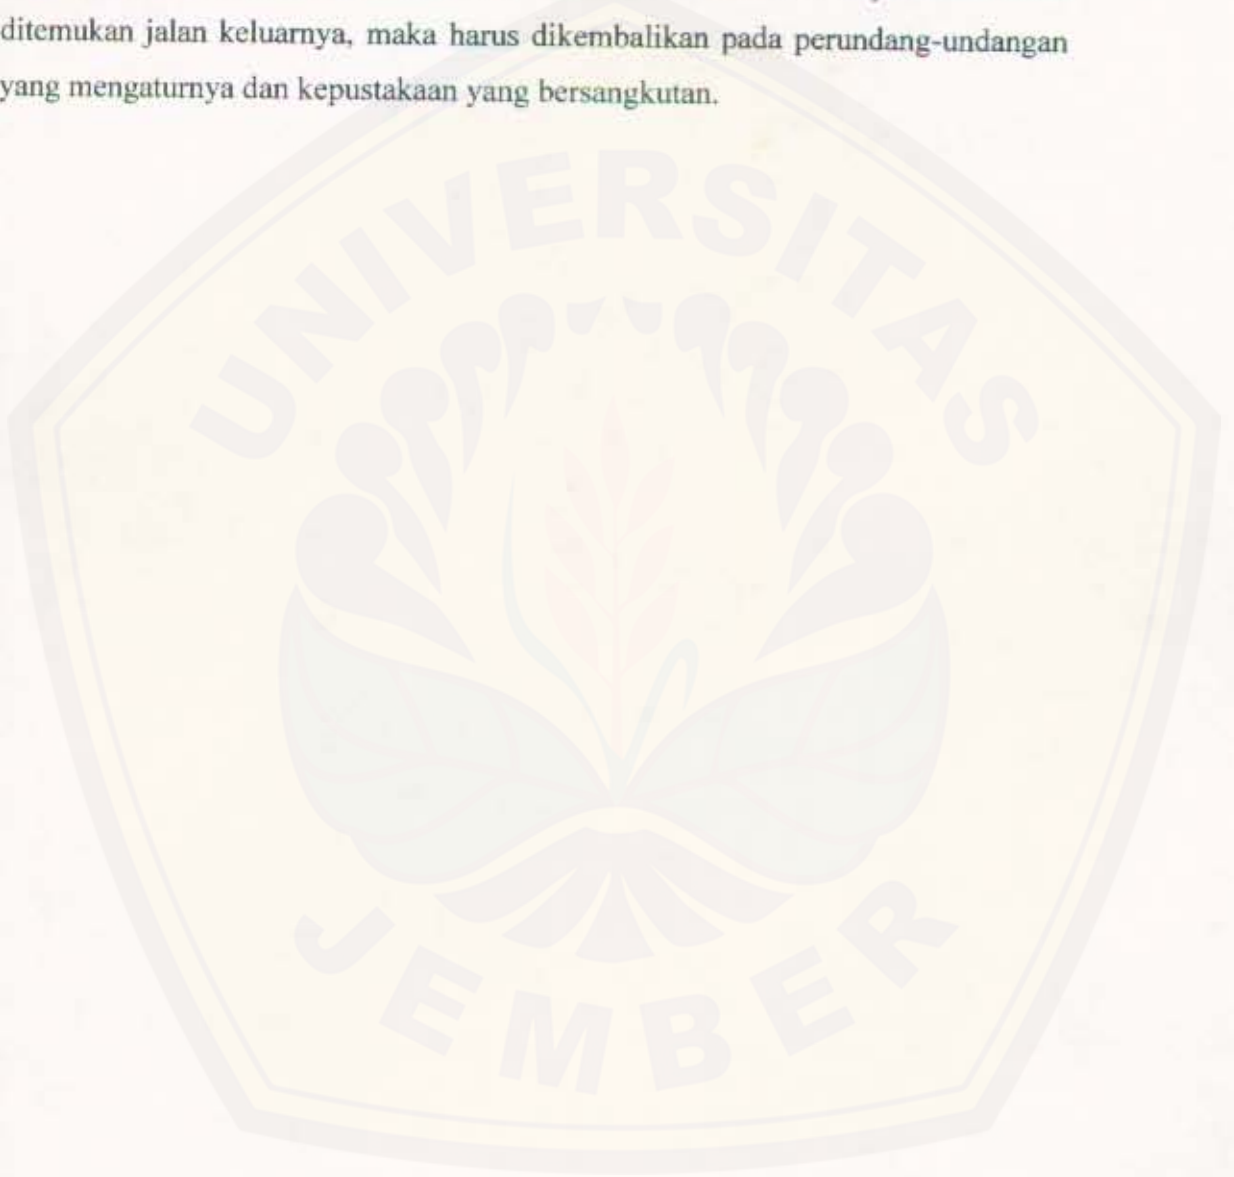 ditemukan jalan keluarnya, maka harus dikembalikan pada perundang-undangan
yang mengaturnya dan kepustakaan yang bersangkutan.
UNIVERSITAS
JEMBER